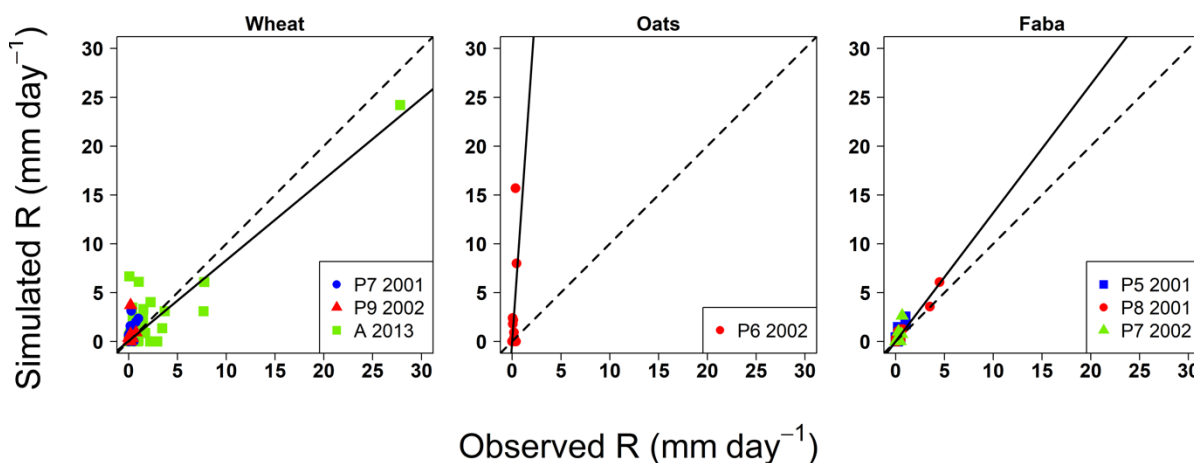 Wheat
Oats
Faba
Simulated R (mm day⁻¹)
30
25
20
15
10
5
0
0 5 10 15 20 25 30
P7 2001
P9 2002
A 2013
30
25
20
15
10
5
0
0 5 10 15 20 25 30
P6 2002
30
25
20
15
10
5
0
0 5 10 15 20 25 30
P5 2001
P8 2001
P7 2002
Observed R (mm day⁻¹)